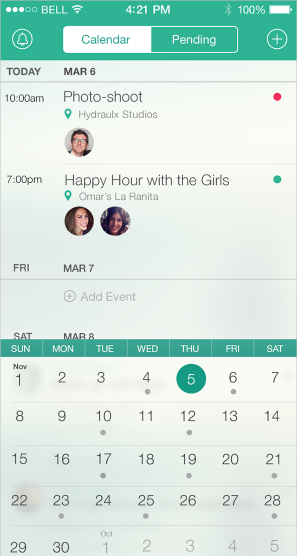 BELL 4:21 PM 100%
Calendar Pending
TODAY MAR 6
10:00am Photo-shoot
Hydraulx Studios
7:00pm Happy Hour with the Girls
Omar's La Ranita
FRI MAR 7
Add Event
SAT MAR 8
SUN MON TUE WED THU FRI SAT
Nov
1 2 3 4 5 6 7
8 9 10 11 12 13 14
15 16 17 18 19 20 21
22 23 24 25 26 27 28
Oct
29 30 1 2 3 4 5